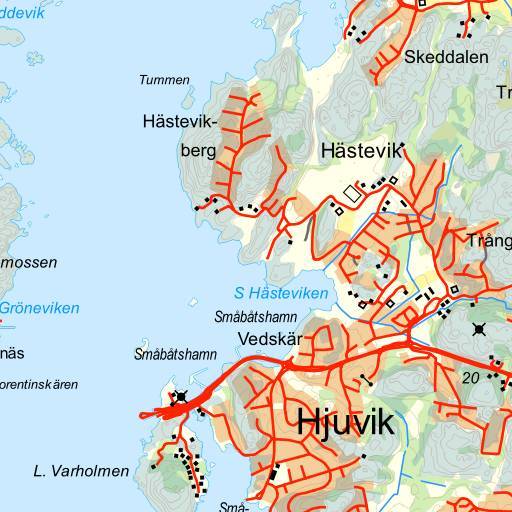 ddevik
Skeddalen
Tummen
Tr
Hästevik-
berg
Hästevik
Trång
mossen
S Hästeviken
Gröneviken
Småbåtshamn
Vedskär
näs
Småbåtshamn
orentinskären
20
Hjuvik
L. Varholmen
Små-